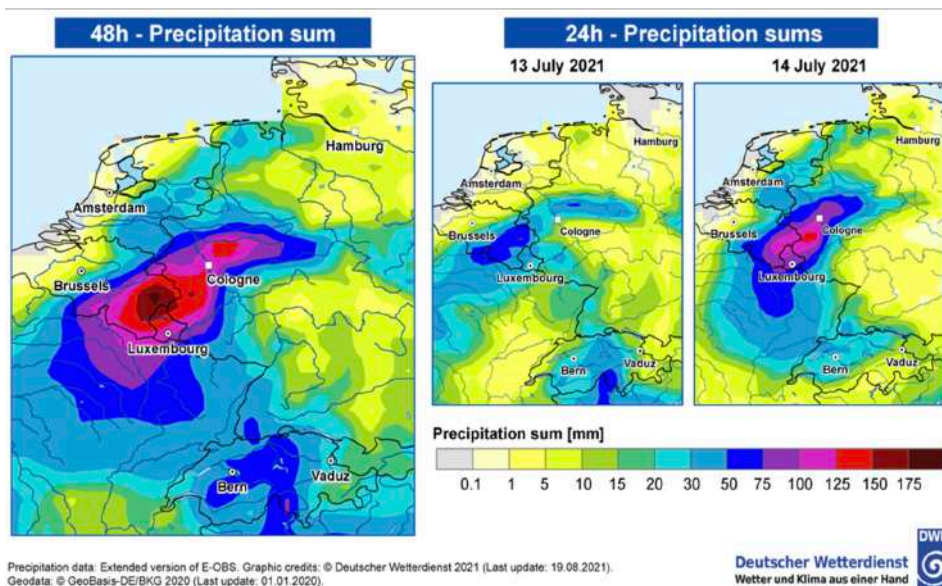 48h - Precipitation sum
24h - Precipitation sums
13 July 2021
14 July 2021
Hamburg
Amsterdam
Brussels
Cologne
Luxembourg
Bern
Vaduz
Hamburg
Amsterdam
Brussels
Cologne
Luxembourg
Bern
Vaduz
Hamburg
Amsterdam
Brussels
Cologne
Luxembourg
Bern
Vaduz
Precipitation sum [mm]
0.1 1 5 10 15 20 30 50 75 100 125 150 175
Precipitation data: Extended version of E-OBS. Graphic credits: © Deutscher Wetterdienst 2021 (Last update: 19.08.2021).
Geodata: © GeoBasis-DE/BKG 2020 (Last update: 01.01.2020).
Deutscher Wetterdienst
Wetter und Klima aus einer Hand